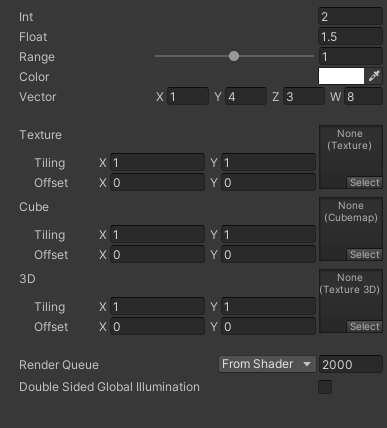 Int 2
Float 1.5
Range 1
Color
Vector X 1 Y 4 Z 3 W 8
Texture None
(Texture)
Tiling X 1 Y 1
Offset X 0 Y 0 Select
Cube None
(Cubemap)
Tiling X 1 Y 1
Offset X 0 Y 0 Select
3D None
(Texture 3D)
Tiling X 1 Y 1
Offset X 0 Y 0 Select
Render Queue From Shader 2000
Double Sided Global Illumination